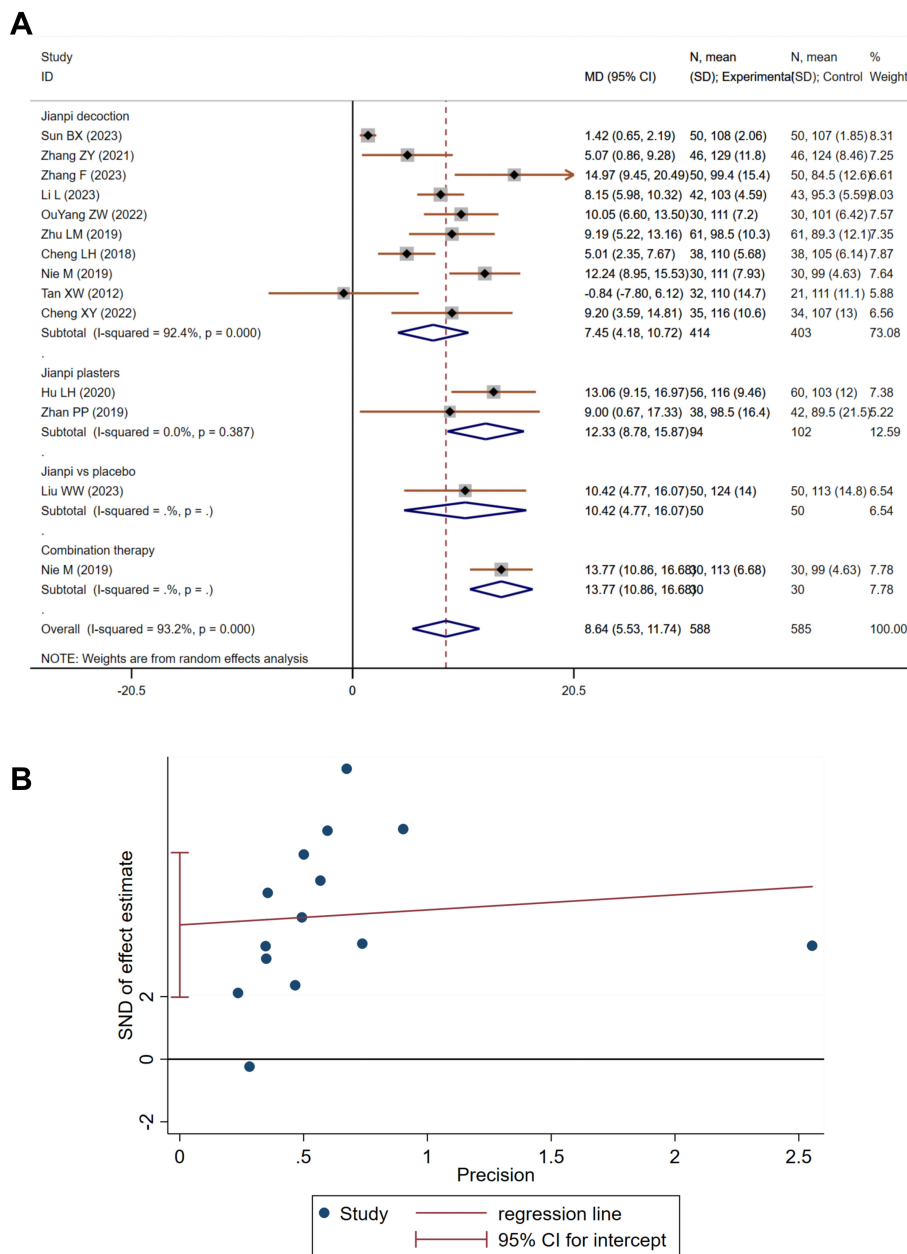 A
Study N, mean N, mean %
ID MD (95% CI) (SD); Experimental (SD); Control Weight
Jianpi decoction
Sun BX (2023) 1.42 (0.65, 2.19) 50, 108 (2.06) 50, 107 (1.85) 8.31
Zhang ZY (2021) 5.07 (0.86, 9.28) 46, 129 (11.8) 46, 124 (8.46) 7.25
Zhang F (2023) 14.97 (9.45, 20.49) 50, 99.4 (15.4) 50, 84.5 (12.6) 6.61
Li L (2023) 8.15 (5.98, 10.32) 42, 103 (4.59) 43, 95.3 (5.59) 8.03
OuYang ZW (2022) 10.05 (6.60, 13.50) 30, 111 (7.2) 30, 101 (6.42) 7.57
Zhu LM (2019) 9.19 (5.22, 13.16) 61, 98.5 (10.3) 61, 89.3 (12.1) 7.35
Cheng LH (2018) 5.01 (2.35, 7.67) 38, 110 (5.68) 38, 105 (6.14) 7.87
Nie M (2019) 12.24 (8.95, 15.53) 30, 111 (7.93) 30, 99 (4.63) 7.64
Tan XW (2012) -0.84 (-7.80, 6.12) 32, 110 (14.7) 21, 111 (11.1) 5.88
Cheng XY (2022) 9.20 (3.59, 14.81) 35, 116 (10.6) 34, 107 (13) 6.56
Subtotal (I-squared = 92.4%, p = 0.000) 7.45 (4.18, 10.72) 414 403 73.08
.
Jianpi plasters
Hu LH (2020) 13.06 (9.15, 16.97) 56, 116 (9.46) 60, 103 (12) 7.38
Zhan PP (2019) 9.00 (0.67, 17.33) 38, 98.5 (16.4) 42, 89.5 (21.5) 5.22
Subtotal (I-squared = 0.0%, p = 0.387) 12.33 (8.78, 15.87) 94 102 12.59
.
Jianpi vs placebo
Liu WW (2023) 10.42 (4.77, 16.07) 50, 124 (14) 50, 113 (14.8) 6.54
Subtotal (I-squared = .%, p = .) 10.42 (4.77, 16.07) 50 50 6.54
.
Combination therapy
Nie M (2019) 13.77 (10.86, 16.68) 30, 113 (6.68) 30, 99 (4.63) 7.78
Subtotal (I-squared = .%, p = .) 13.77 (10.86, 16.68) 30 30 7.78
.
Overall (I-squared = 93.2%, p = 0.000) 8.64 (5.53, 11.74) 588 585 100.00
NOTE: Weights are from random effects analysis
-20.5 0 20.5
B
SND of effect estimate
2
0
-2
0 .5 1 1.5 2 2.5
Precision
Study regression line
95% CI for intercept